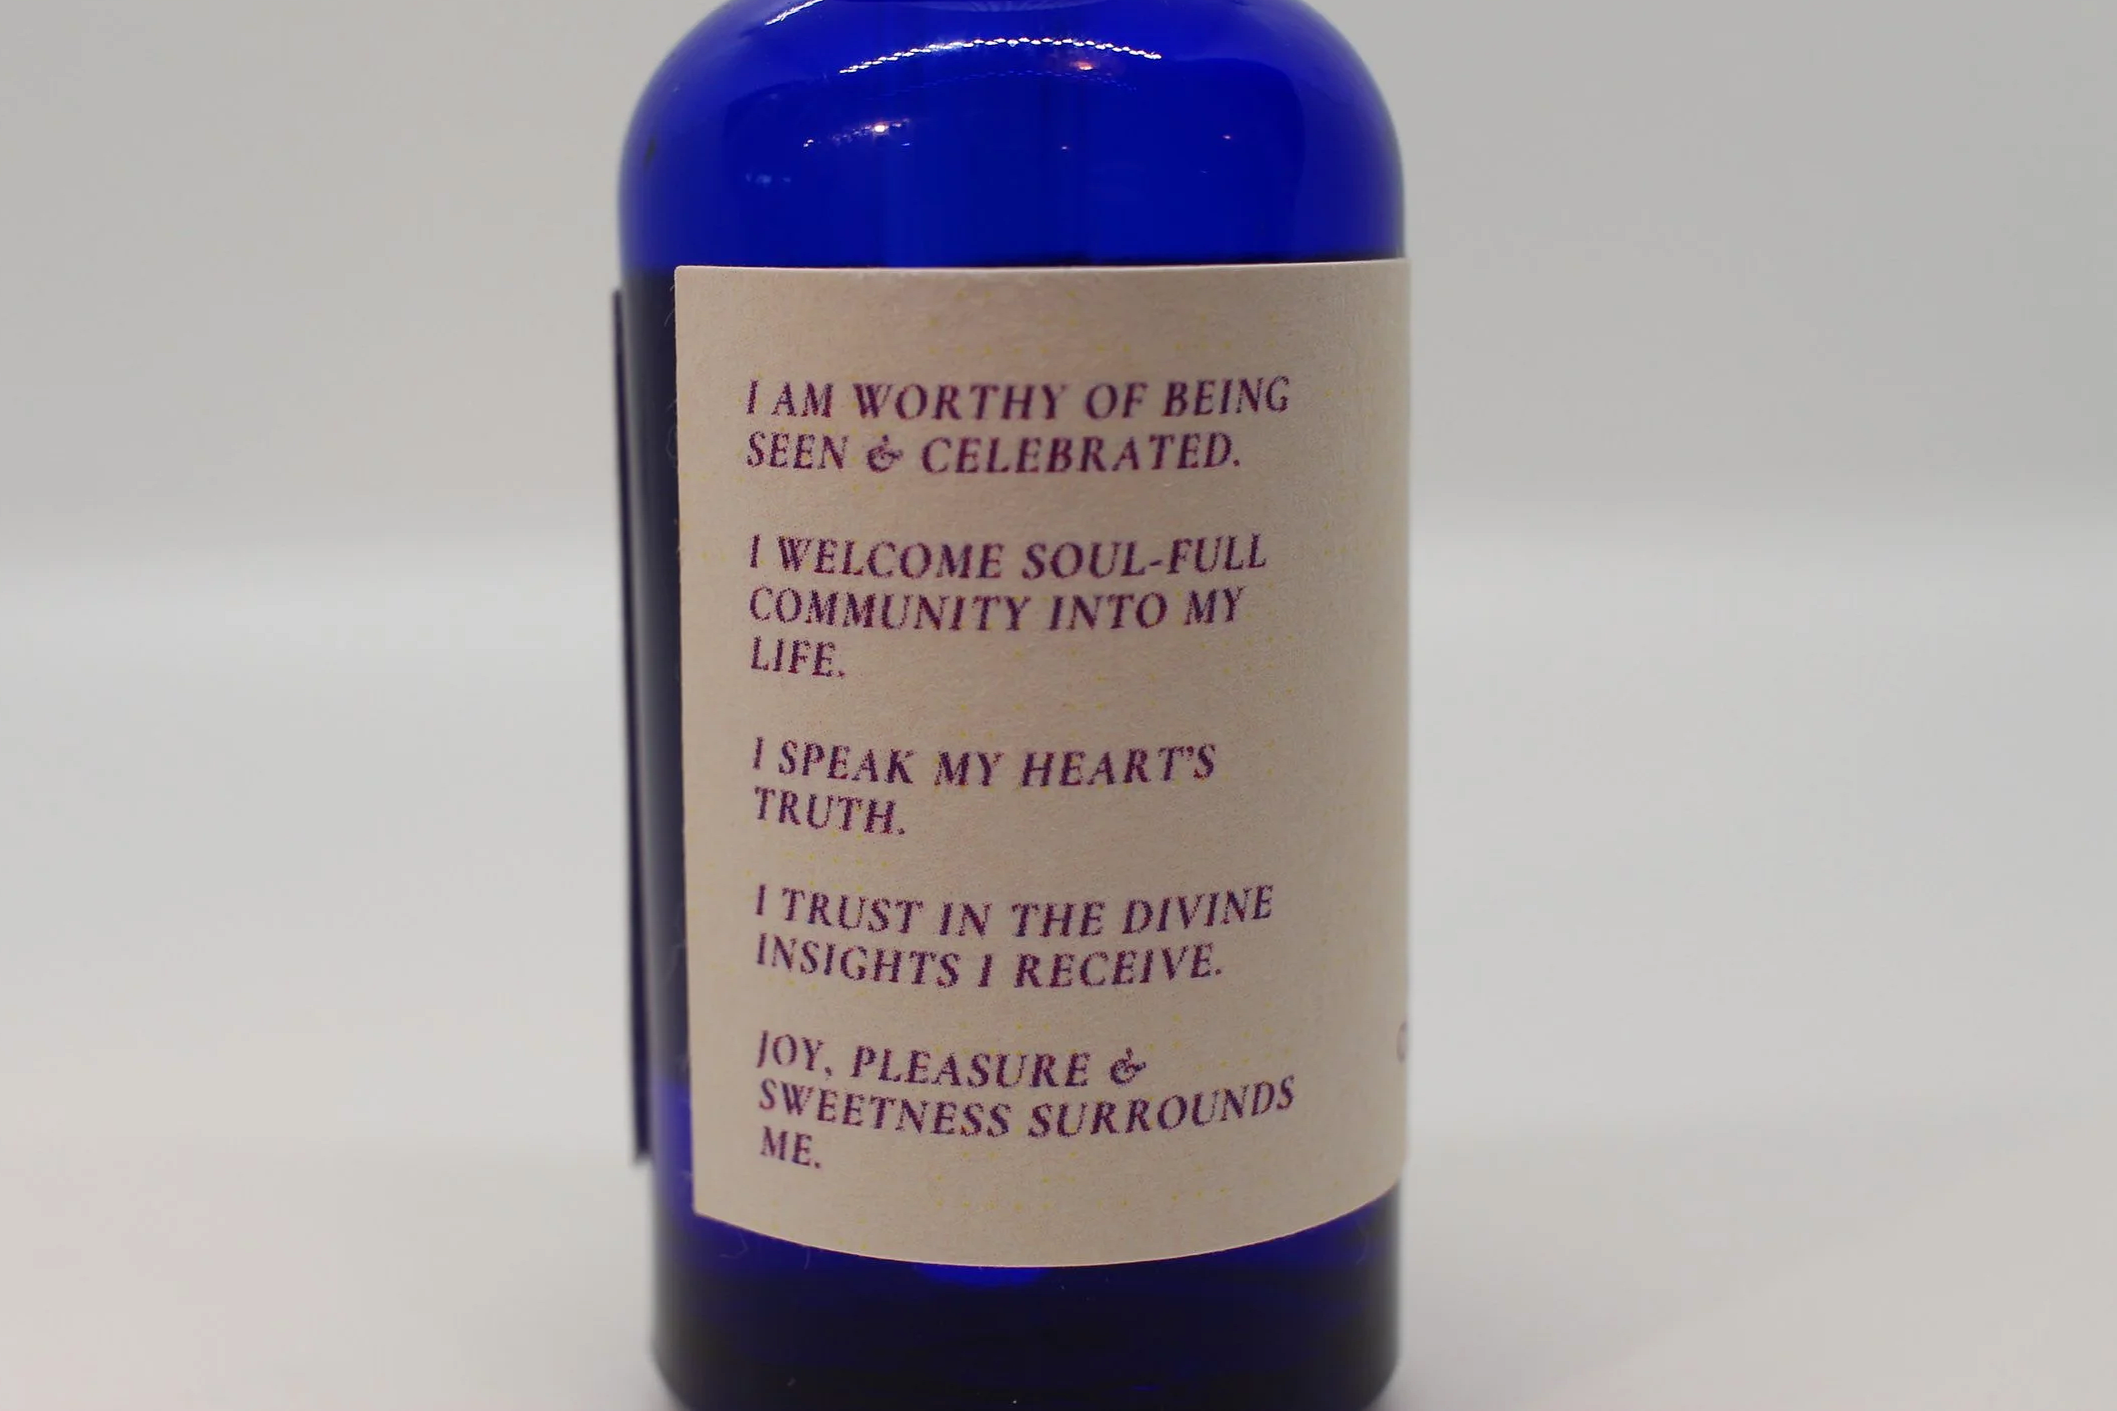 I AM WORTHY OF BEING
SEEN & CELEBRATED.
I WELCOME SOUL-FULL
COMMUNITY INTO MY
LIFE.
I SPEAK MY HEART'S
TRUTH.
I TRUST IN THE DIVINE
INSIGHTS I RECEIVE.
JOY, PLEASURE &
SWEETNESS SURROUNDS
ME.